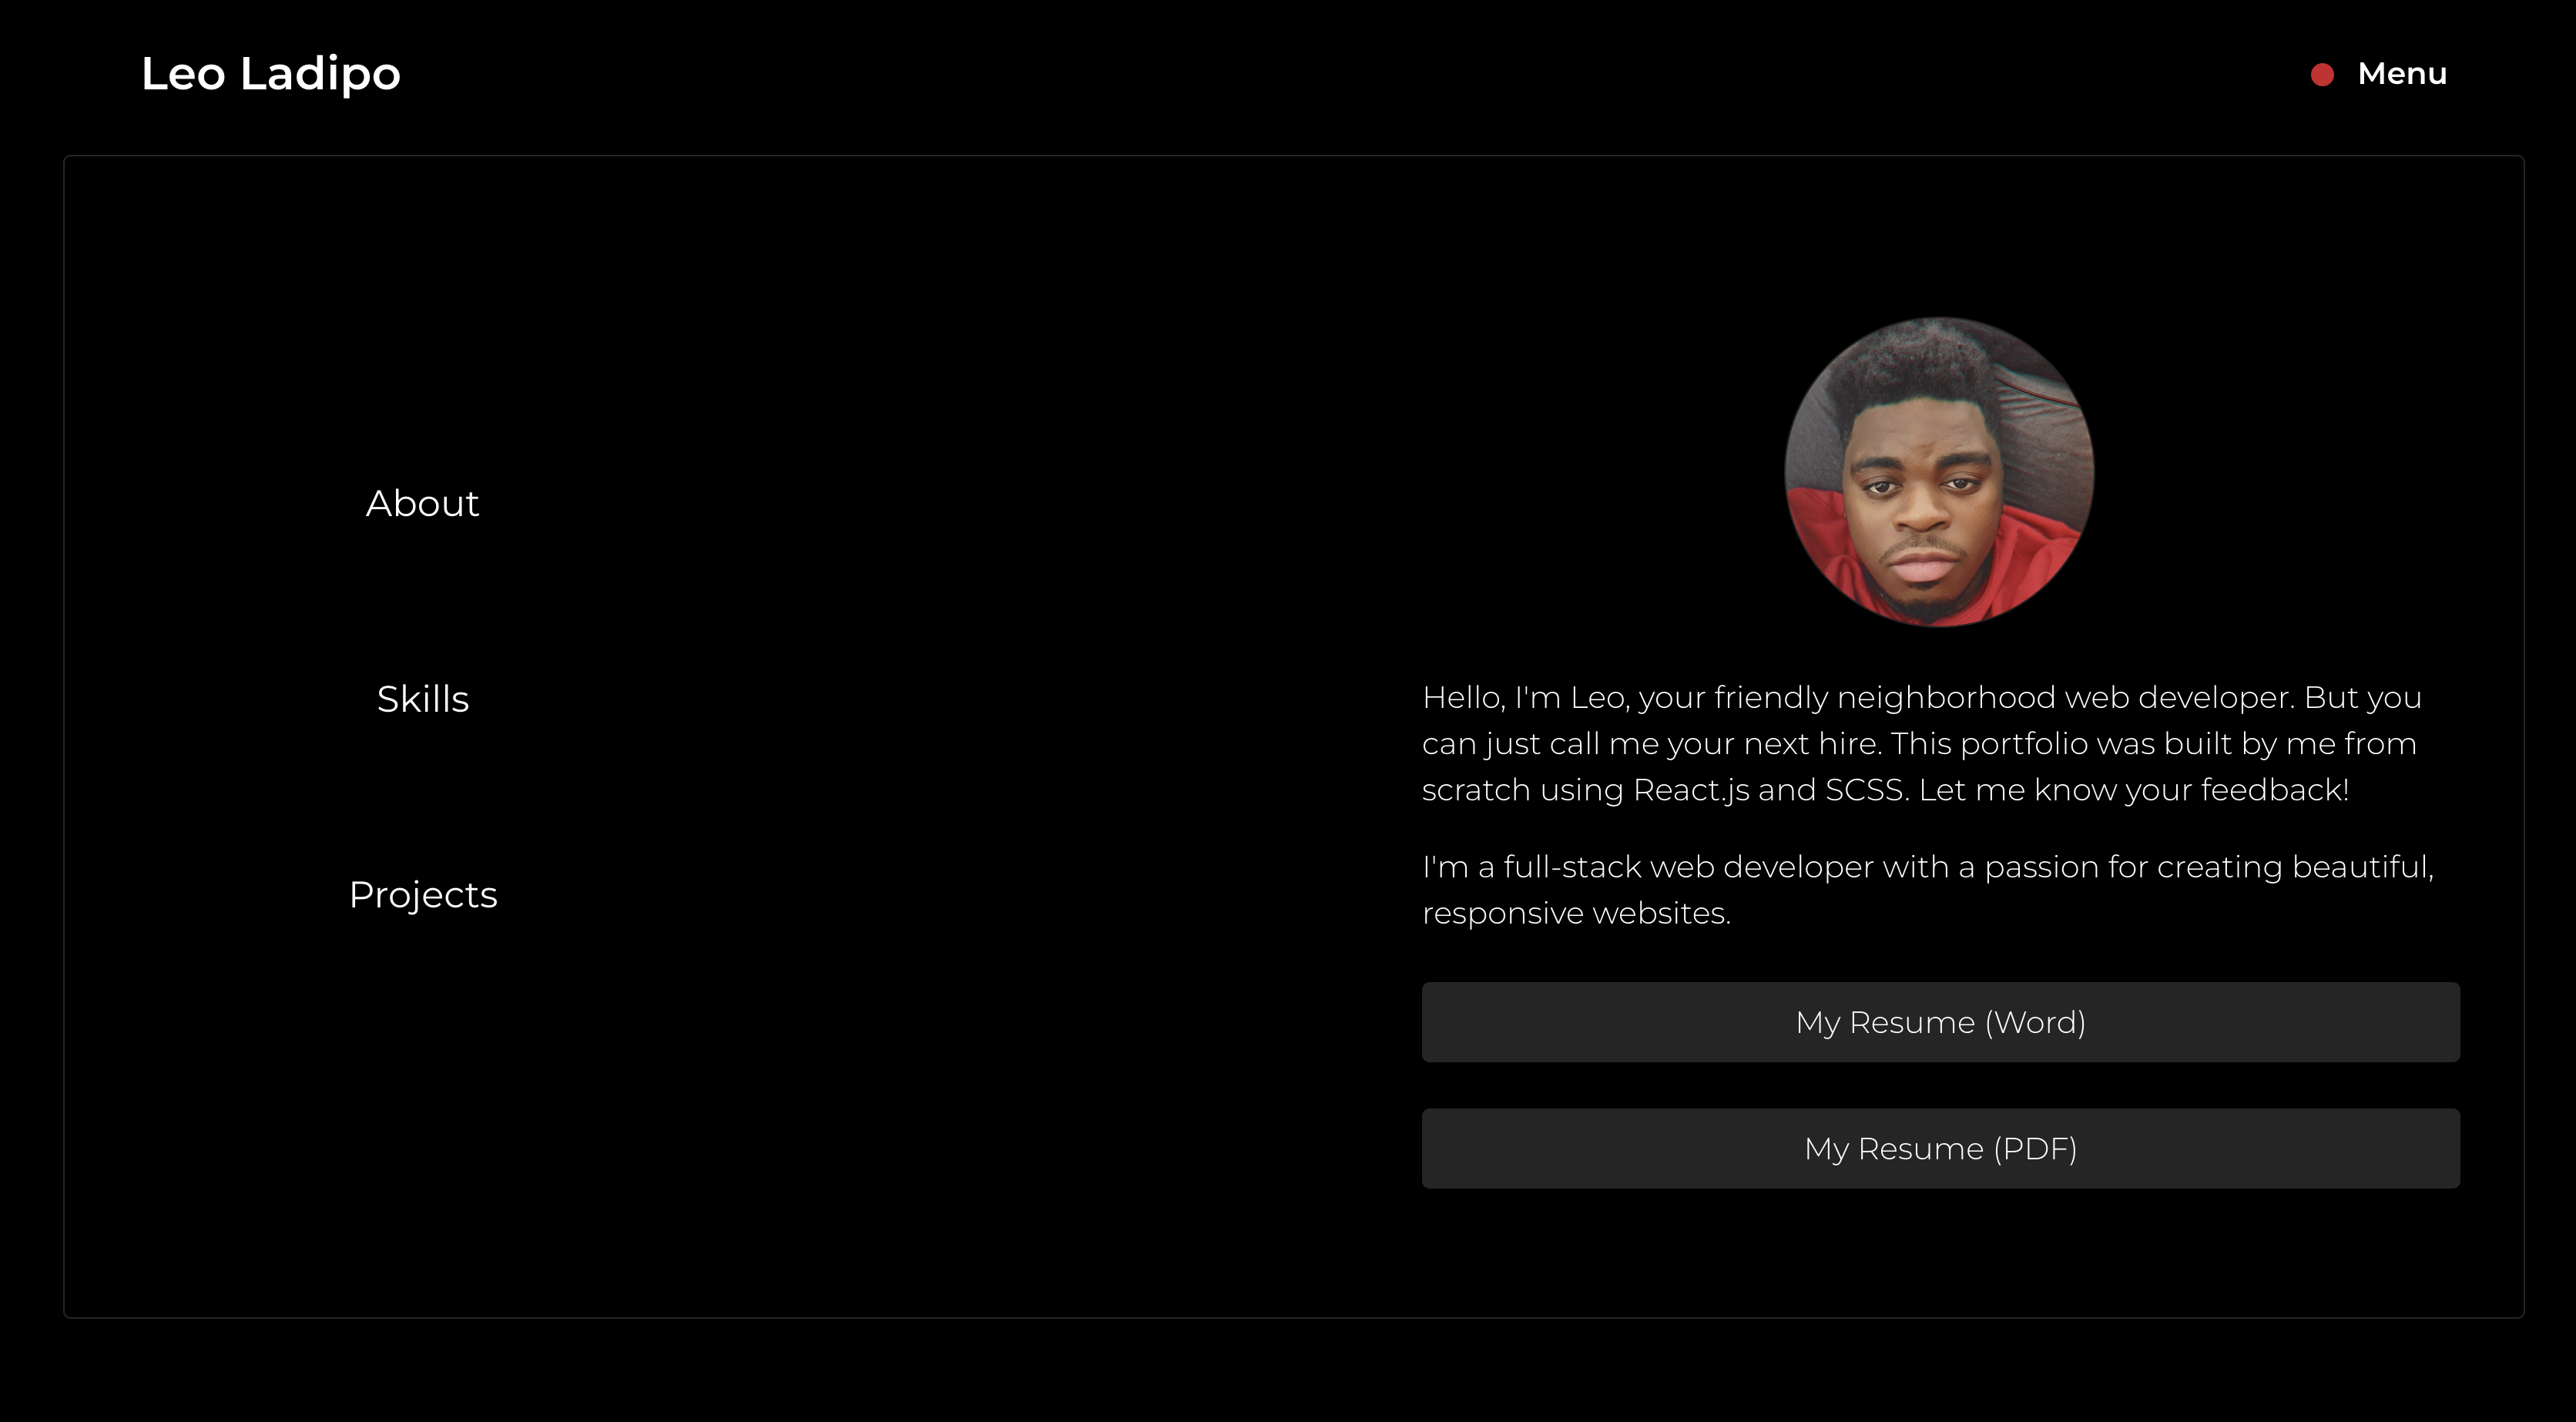 Leo Ladipo
Menu
About
Skills
Projects
Hello, I'm Leo, your friendly neighborhood web developer. But you
can just call me your next hire. This portfolio was built by me from
scratch using React.js and SCSS. Let me know your feedback!
I'm a full-stack web developer with a passion for creating beautiful,
responsive websites.
My Resume (Word)
My Resume (PDF)